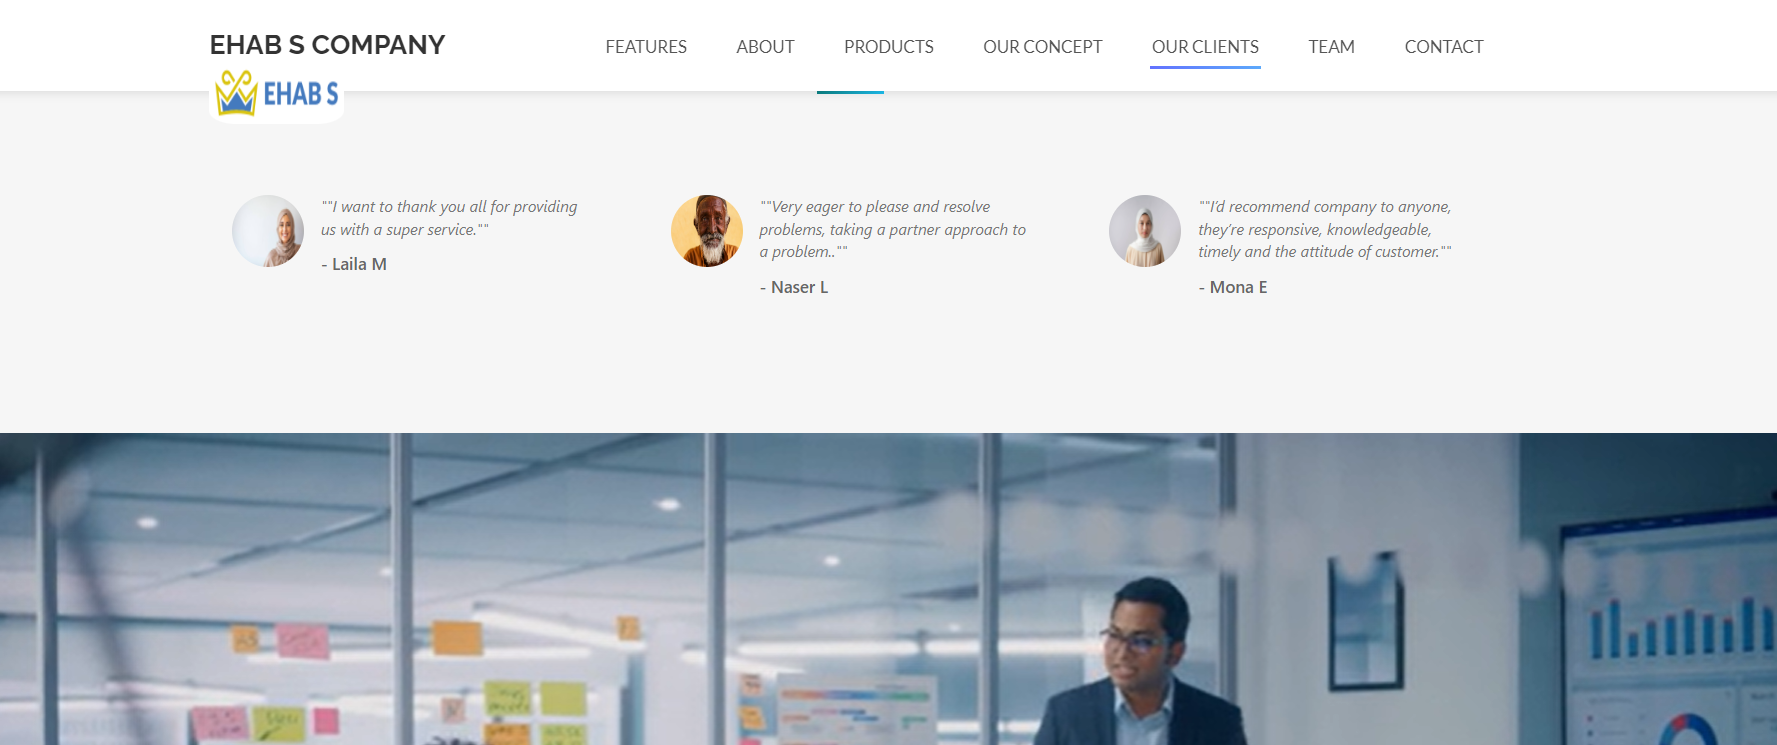 EHAB S COMPANY
FEATURES ABOUT PRODUCTS OUR CONCEPT OUR CLIENTS TEAM CONTACT
EHAB S
""I want to thank you all for providing
us with a super service.""
- Laila M
""Very eager to please and resolve
problems, taking a partner approach to
a problem..""
- Naser L
""I'd recommend company to anyone,
they're responsive, knowledgeable,
timely and the attitude of customer.""
- Mona E